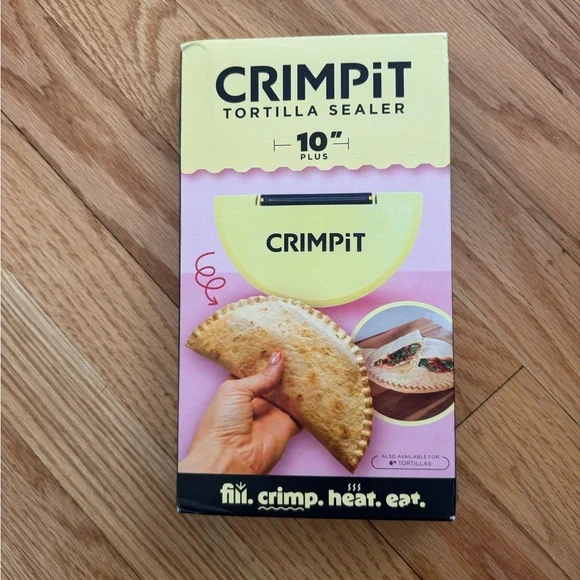 CRIMPiT
TORTILLA SEALER
10"
PLUS
CRIMPiT
ALSO AVAILABLE FOR
6" TORTILLAS
fill. crimp. heat. eat.